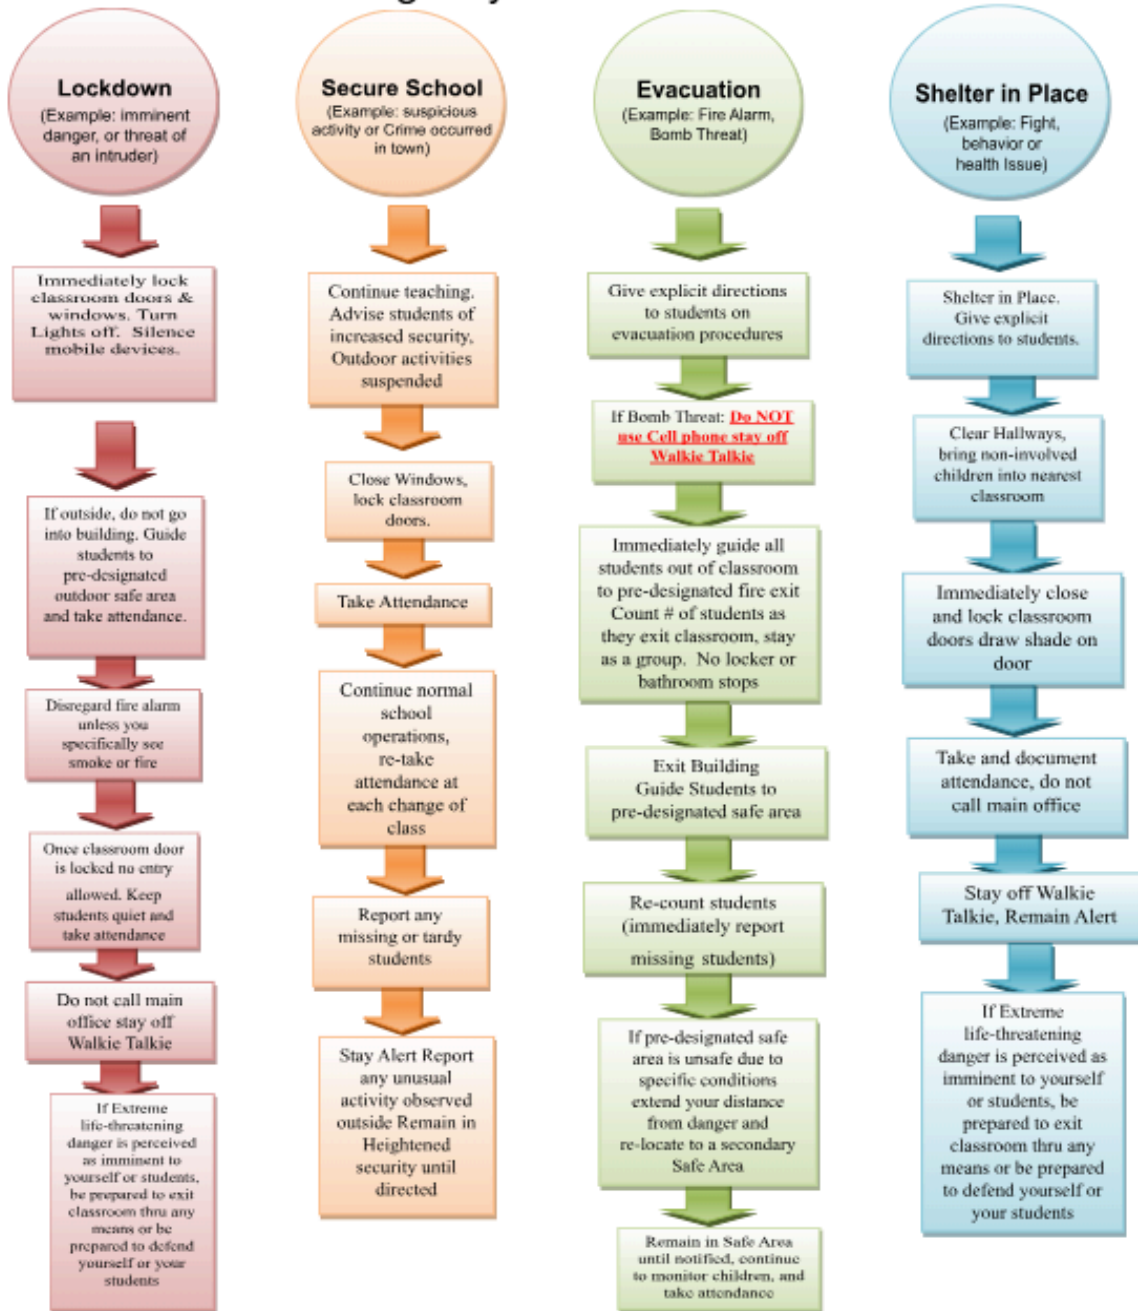 Lockdown
(Example: imminent
danger, or threat of
an intruder)
Immediately lock
classroom doors &
windows. Turn
Lights off. Silence
mobile devices.
If outside, do not go
into building. Guide
students to
pre-designated
outdoor safe area
and take attendance.
Disregard fire alarm
unless you
specifically see
smoke or fire
Once classroom door
is locked no entry
allowed. Keep
students quiet and
take attendance
Do not call main
office stay off
Walkie Talkie
If Extreme
life-threatening
danger is perceived
as imminent to
yourself or students,
be prepared to exit
classroom thru any
means or be
prepared to defend
yourself or your
students
Secure School
(Example: suspicious
activity or Crime occurred
in town)
Continue teaching.
Advise students of
increased security,
Outdoor activities
suspended
Close Windows,
lock classroom
doors.
Take Attendance
Continue normal
school
operations,
re-take
attendance at
each change of
class
Report any
missing or tardy
students
Stay Alert Report
any unusual
activity observed
outside Remain in
Heightened
security until
directed
Evacuation
(Example: Fire Alarm,
Bomb Threat)
Give explicit directions
to students on
evacuation procedures
If Bomb Threat: Do NOT
use Cell phone stay off
Walkie Talkie
Immediately guide all
students out of classroom
to pre-designated fire exit
Count # of students as
they exit classroom, stay
as a group. No locker or
bathroom stops
Exit Building
Guide Students to
pre-designated safe area
Re-count students
(immediately report
missing students)
If pre-designated safe
area is unsafe due to
specific conditions
extend your distance
from danger and
re-locate to a secondary
Safe Area
Remain in Safe Area
until notified, continue
to monitor children, and
take attendance
Shelter in Place
(Example: Fight,
behavior or
health Issue)
Shelter in Place.
Give explicit
directions to students.
Clear Hallways,
bring non-involved
children into nearest
classroom
Immediately close
and lock classroom
doors draw shade on
door
Take and document
attendance, do not
call main office
Stay off Walkie
Talkie, Remain Alert
If Extreme
life-threatening
danger is perceived as
imminent to yourself
or students, be
prepared to exit
classroom thru any
means or be prepared
to defend yourself or
your students